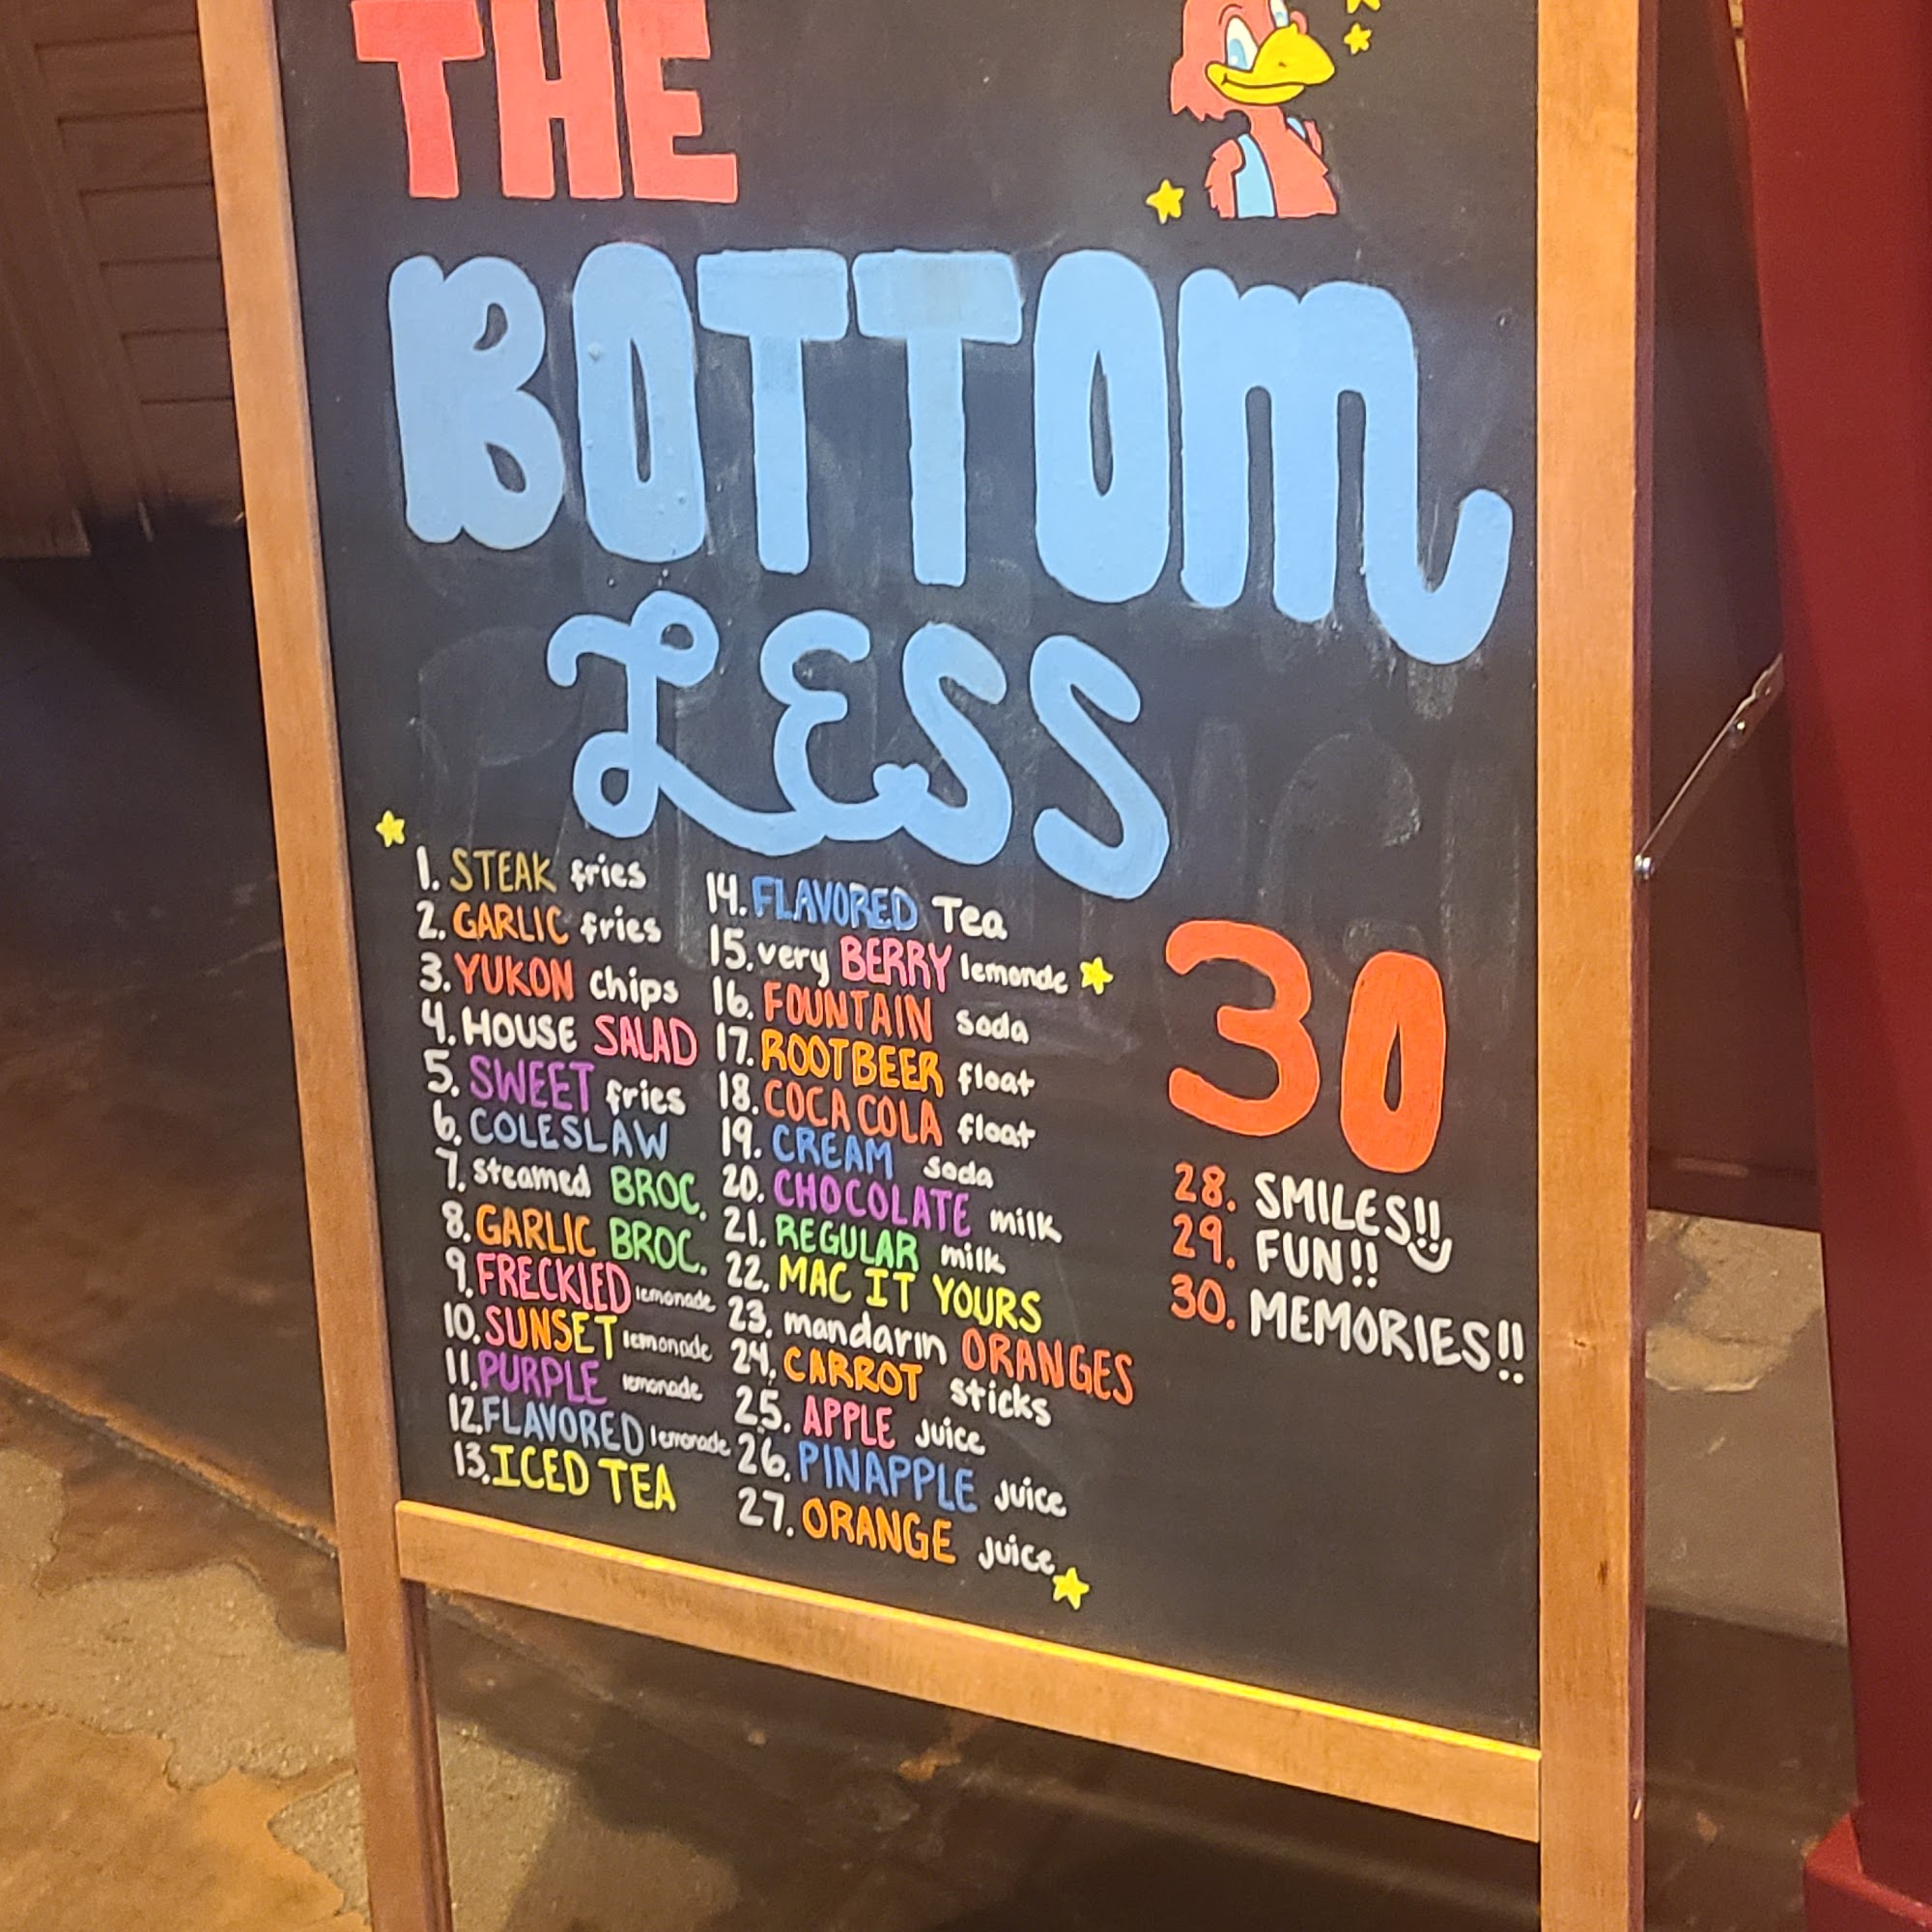 THE
BOTTOM
LESS
30
1. STEAK fries
2. GARLIC fries
3. YUKON chips
4. HOUSE SALAD
5. SWEET fries
6. COLESLAW
7. steamed BROC.
8. GARLIC BROC.
9. FRECKLED lemonade
10. SUNSET lemonade
11. PURPLE lemonade
12. FLAVORED lemonade
13. ICED TEA
14. FLAVORED Tea
15. very BERRY lemonde
16. FOUNTAIN soda
17. ROOTBEER float
18. COCA COLA float
19. CREAM soda
20. CHOCOLATE milk
21. REGULAR milk
22. MAC IT YOURS
23. mandarin ORANGES
24. CARROT sticks
25. APPLE juice
26. PINAPPLE juice
27. ORANGE juice
28. SMILES!!
29. FUN!!
30. MEMORIES!!